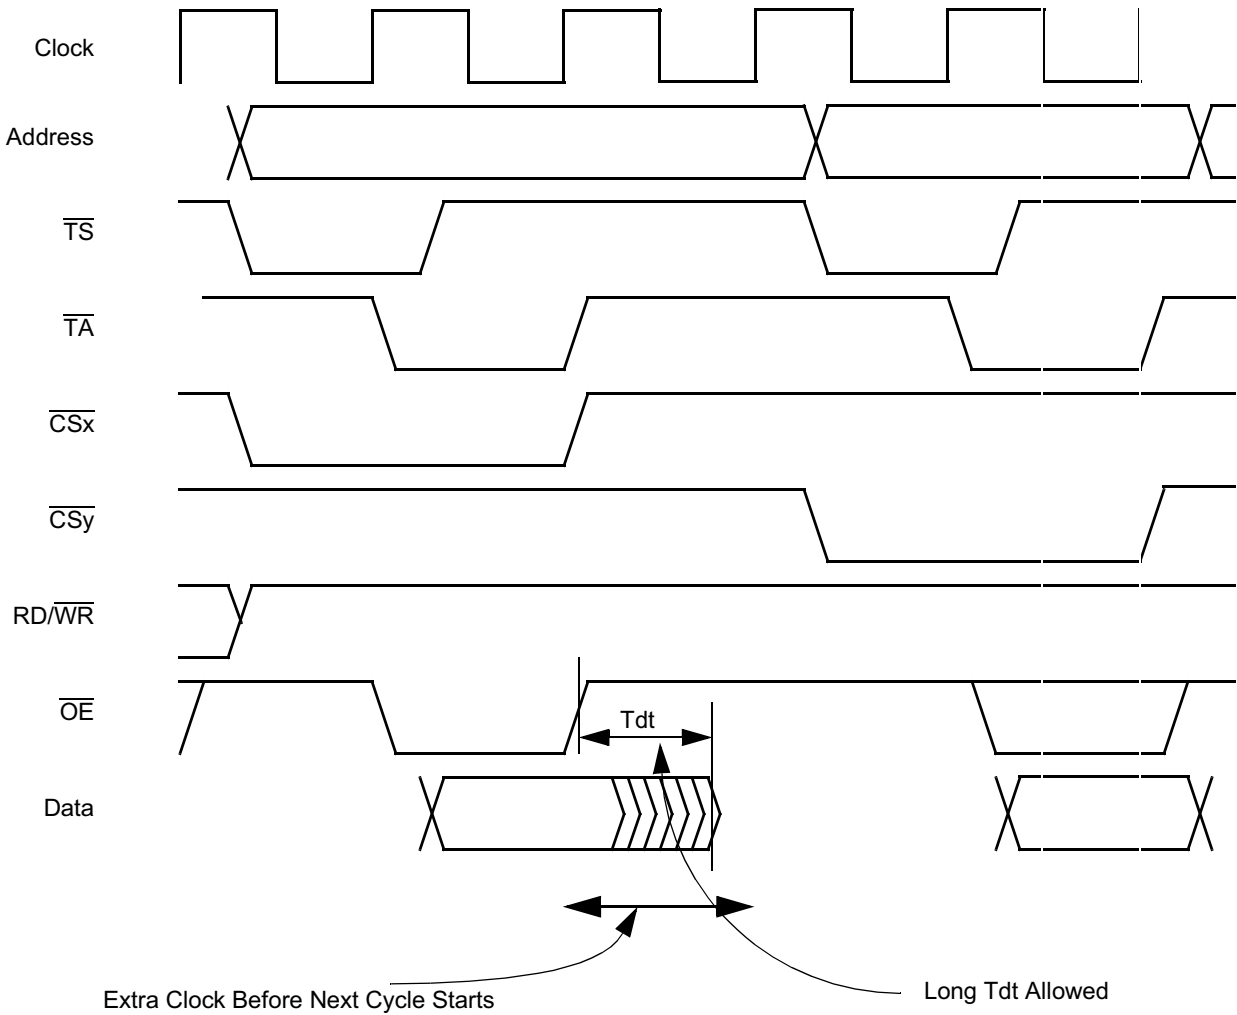 Clock
Address
TS
TA
CSx
CSy
RD/WR
OE
Tdt
Data
Extra Clock Before Next Cycle Starts
Long Tdt Allowed